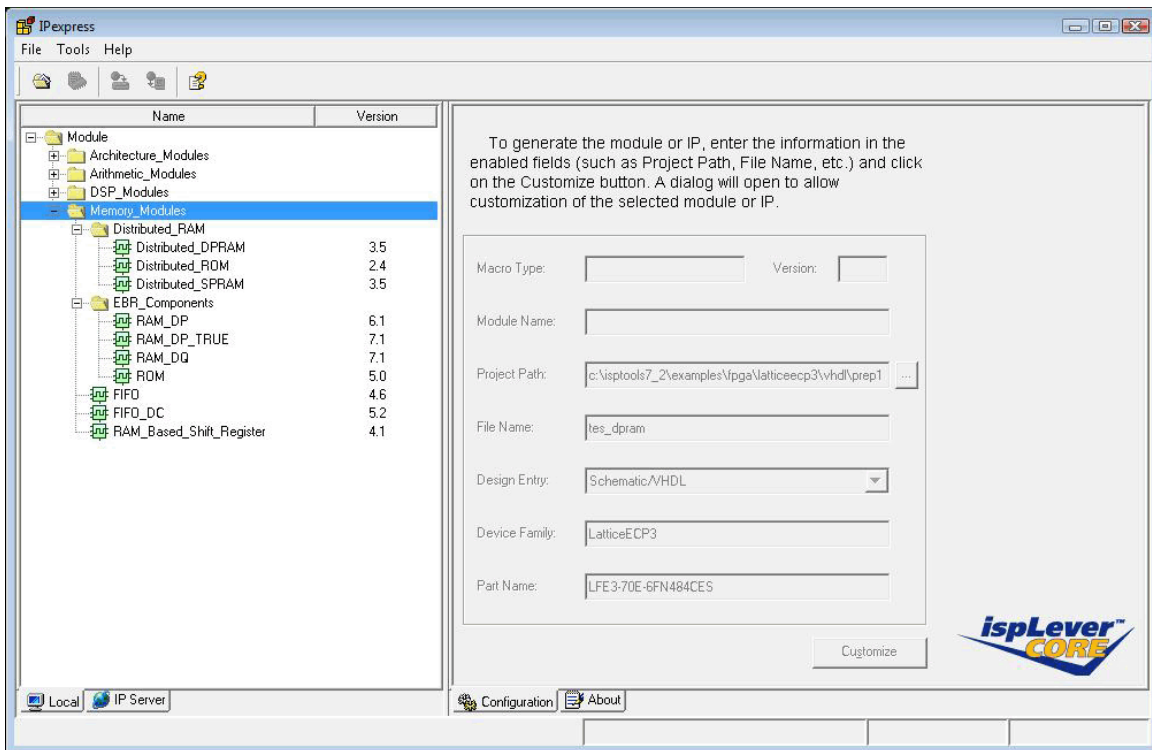 IPexpress
File Tools Help
Name Version
Module
Architecture_Modules
Arithmetic_Modules
DSP_Modules
Memory_Modules
Distributed_RAM
Distributed_DPRAM 3.5
Distributed_ROM 2.4
Distributed_SPRAM 3.5
EBR_Components
RAM_DP 6.1
RAM_DP_TRUE 7.1
RAM_DQ 7.1
ROM 5.0
FIFO 4.6
FIFO_DC 5.2
RAM_Based_Shift_Register 4.1
Local IP Server
To generate the module or IP, enter the information in the
enabled fields (such as Project Path, File Name, etc.) and click
on the Customize button. A dialog will open to allow
customization of the selected module or IP.
Macro Type: Version:
Module Name:
Project Path: c:\isptools7_2\examples\fpga\latticeecp3\vhdl\prep1 ...
File Name: tes_dpram
Design Entry: Schematic/VHDL
Device Family: LatticeECP3
Part Name: LFE3-70E-6FN484CES
Customize
ispLever™
CORE
Configuration About